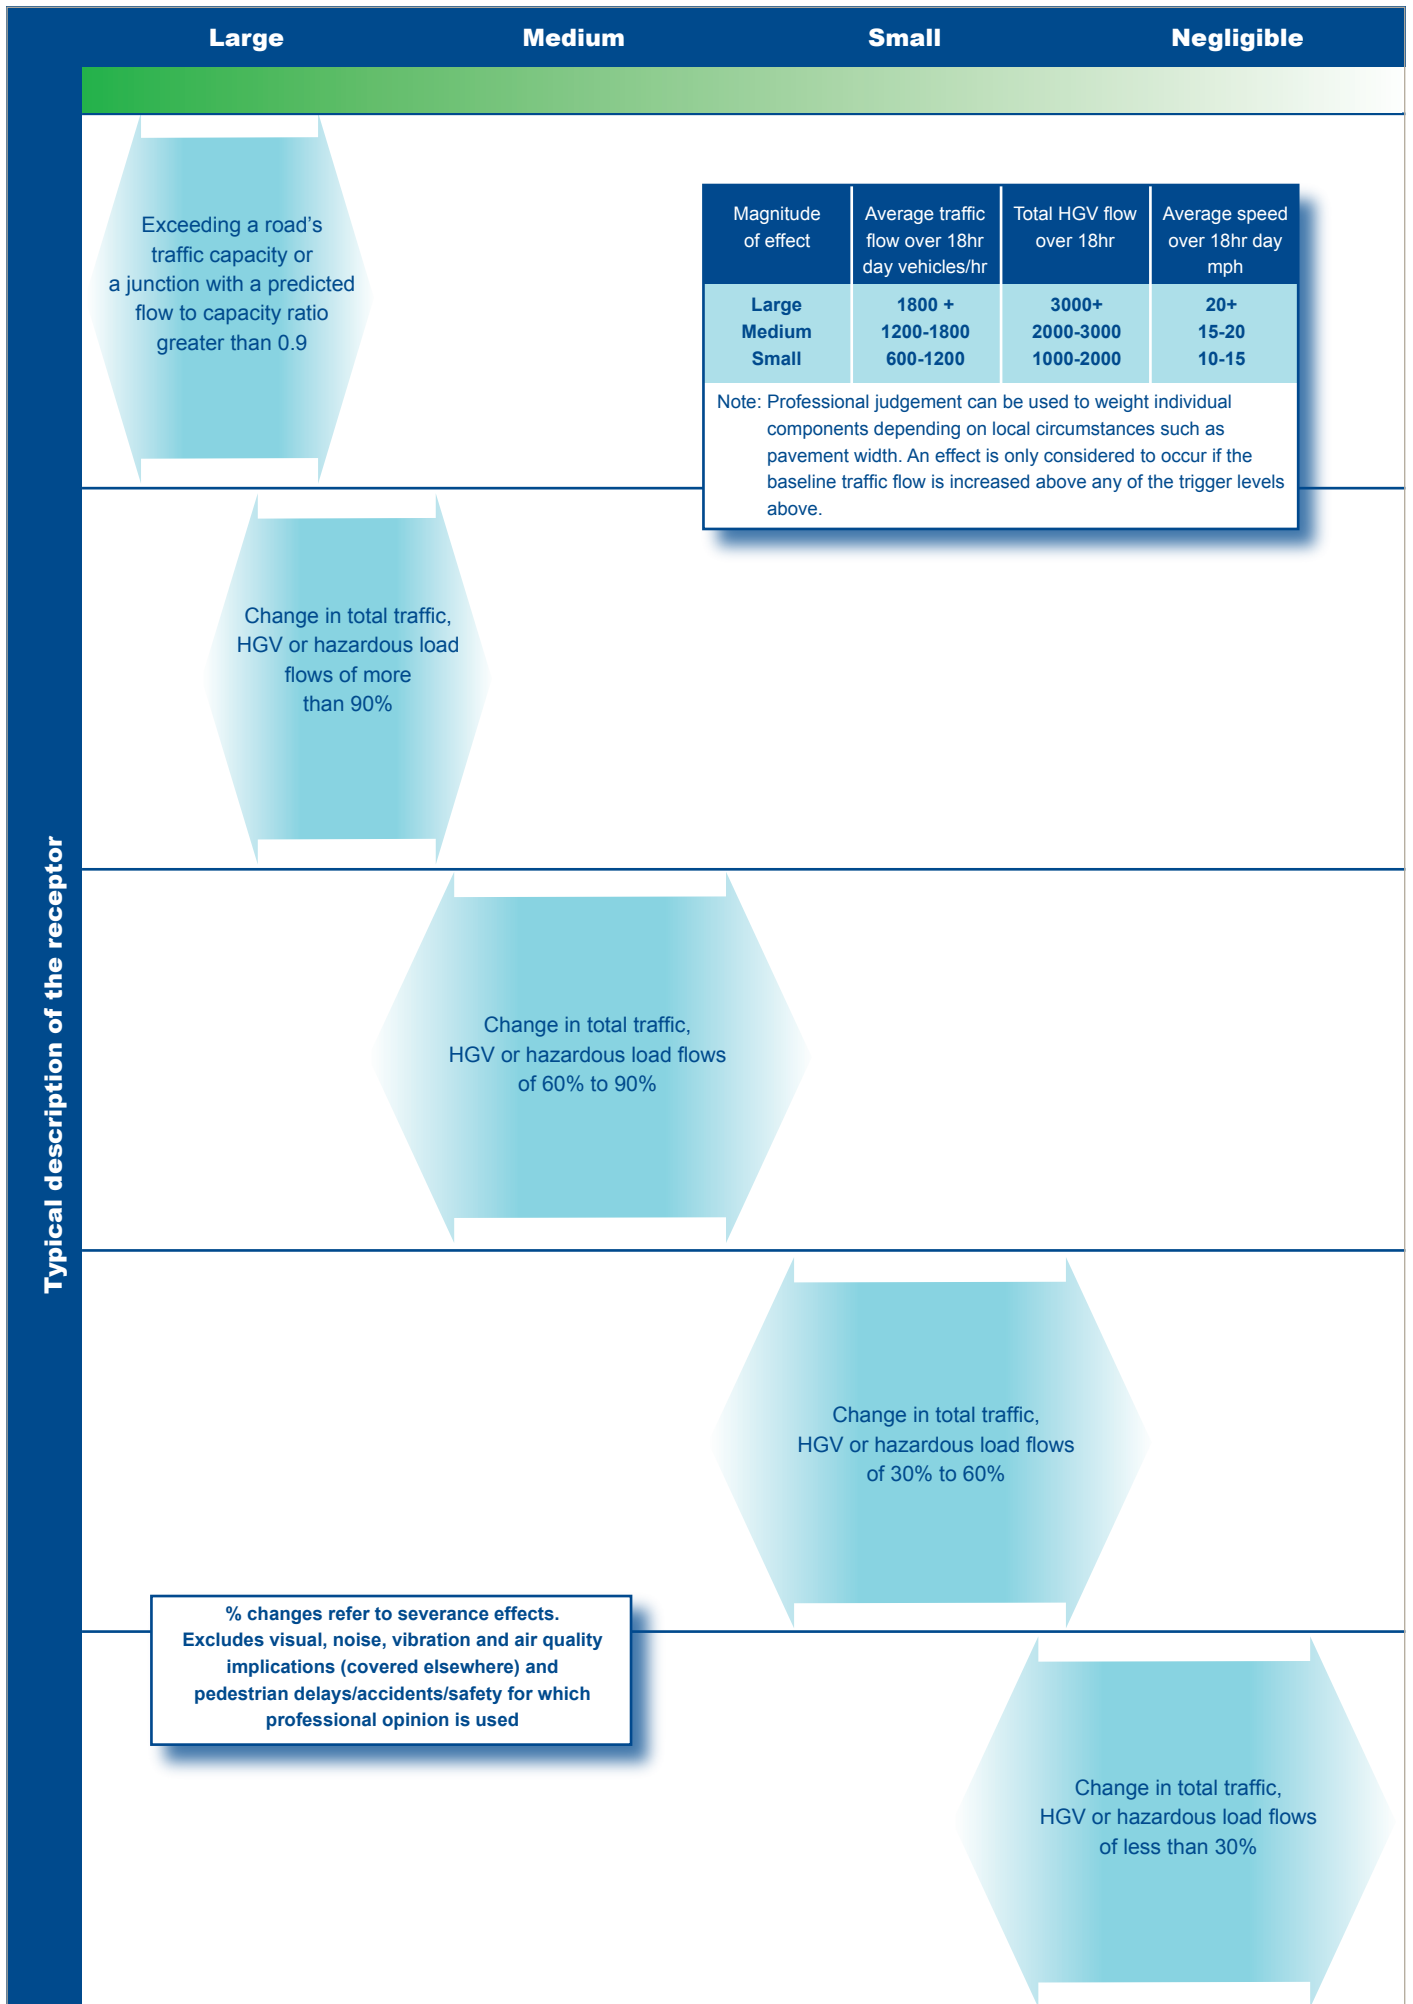 Large Medium Small Negligible
Typical description of the receptor
Exceeding a road's
traffic capacity or
a junction with a predicted
flow to capacity ratio
greater than 0.9
Magnitude
of effect
Average traffic
flow over 18hr
day vehicles/hr
Total HGV flow
over 18hr
Average speed
over 18hr day
mph
Large 1800 + 3000+ 20+
Medium 1200-1800 2000-3000 15-20
Small 600-1200 1000-2000 10-15
Note: Professional judgement can be used to weight individual
components depending on local circumstances such as
pavement width. An effect is only considered to occur if the
baseline traffic flow is increased above any of the trigger levels
above.
Change in total traffic,
HGV or hazardous load
flows of more
than 90%
Change in total traffic,
HGV or hazardous load flows
of 60% to 90%
Change in total traffic,
HGV or hazardous load flows
of 30% to 60%
% changes refer to severance effects.
Excludes visual, noise, vibration and air quality
implications (covered elsewhere) and
pedestrian delays/accidents/safety for which
professional opinion is used
Change in total traffic,
HGV or hazardous load flows
of less than 30%